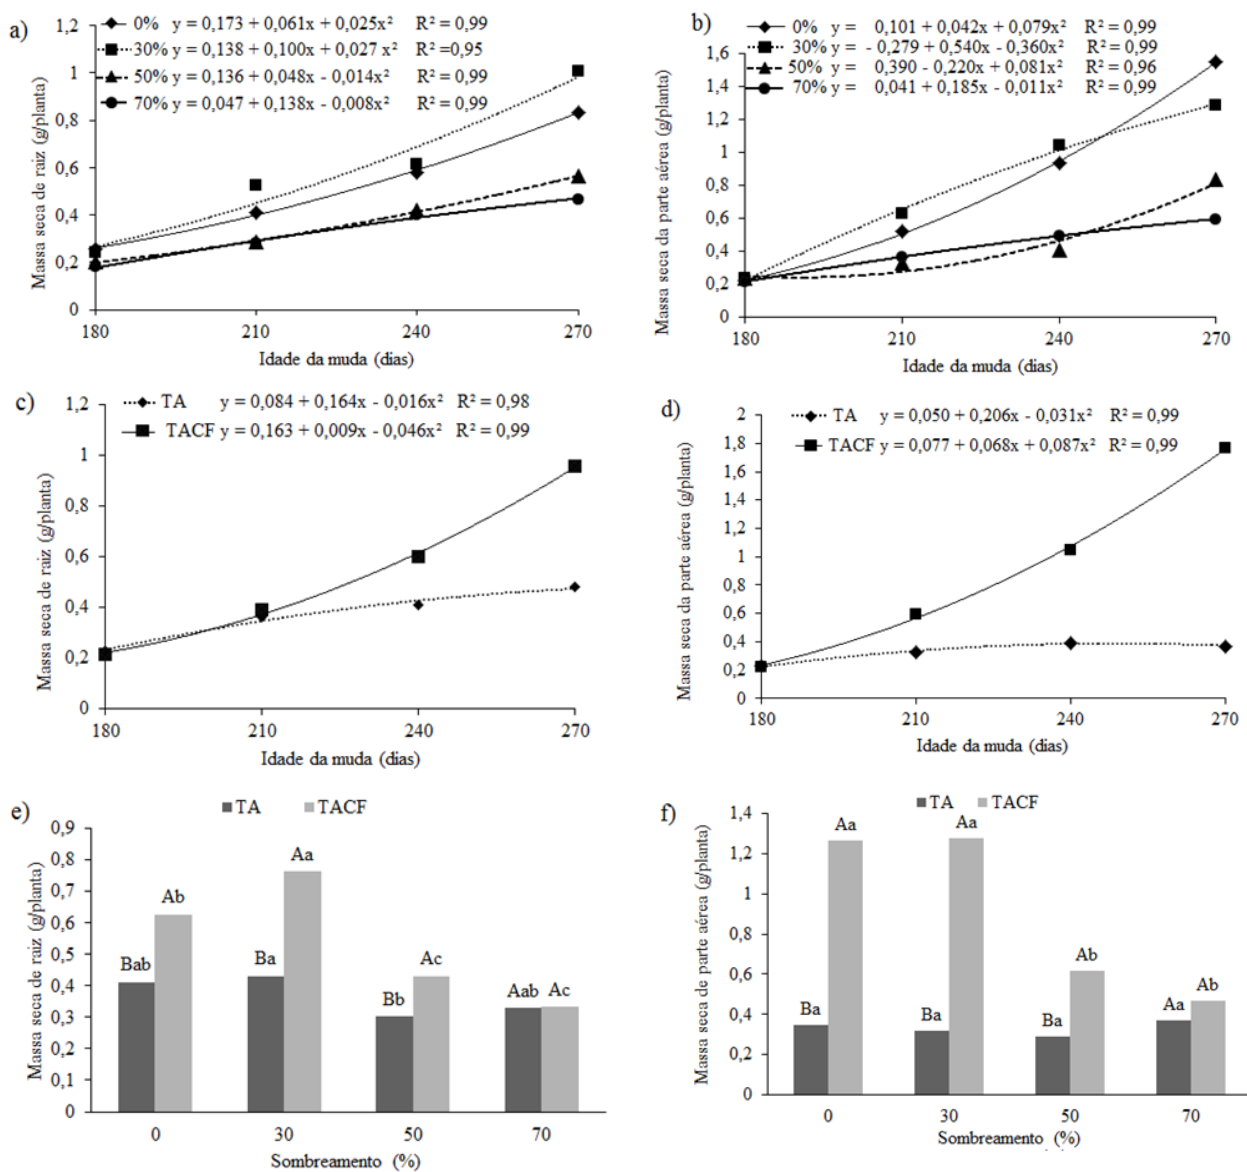 a)
0% y = 0,173 + 0,061x + 0,025x² R² = 0,99
30% y = 0,138 + 0,100x + 0,027 x² R² =0,95
50% y = 0,136 + 0,048x – 0,014x² R² = 0,99
70% y = 0,047 + 0,138x – 0,008x² R² = 0,99
Massa seca de raiz (g/planta)
1,2
1
0,8
0,6
0,4
0,2
0
180 210 240 270
Idade da muda (dias)
b)
0% y = 0,101 + 0,042x + 0,079x² R² = 0,99
30% y = - 0,279 + 0,540x – 0,360x² R² = 0,99
50% y = 0,390 - 0,220x + 0,081x² R² = 0,96
70% y = 0,041 + 0,185x – 0,011x² R² = 0,99
Massa seca da parte aérea (g/planta)
1,6
1,4
1,2
1
0,8
0,6
0,4
0,2
0
180 210 240 270
Idade da muda (dias)
c)
TA y = 0,084 + 0,164x - 0,016x² R² = 0,98
TACF y = 0,163 + 0,009x – 0,046x² R² = 0,99
Massa seca de raiz (g/planta)
1,2
1
0,8
0,6
0,4
0,2
0
180 210 240 270
Idade da muda (dias)
d)
TA y = 0,050 + 0,206x – 0,031x² R² = 0,99
TACF y = 0,077 + 0,068x + 0,087x² R² = 0,99
Massa seca da parte aérea (g/planta)
2
1,8
1,6
1,4
1,2
1
0,8
0,6
0,4
0,2
0
180 210 240 270
Idade da muda (dias)
e)
TA TACF
Massa seca de raiz (g/planta)
0,9
0,8
0,7
0,6
0,5
0,4
0,3
0,2
0,1
0
Bab Ab Ba Aa Bb Ac Aab Ac
0 30 50 70
Sombreamento (%)
f)
TA TACF
Massa seca de parte aérea (g/planta)
1,4
1,2
1
0,8
0,6
0,4
0,2
0
Ba Aa Ba Aa Ba Ab Aa Ab
0 30 50 70
Sombreamento (%)